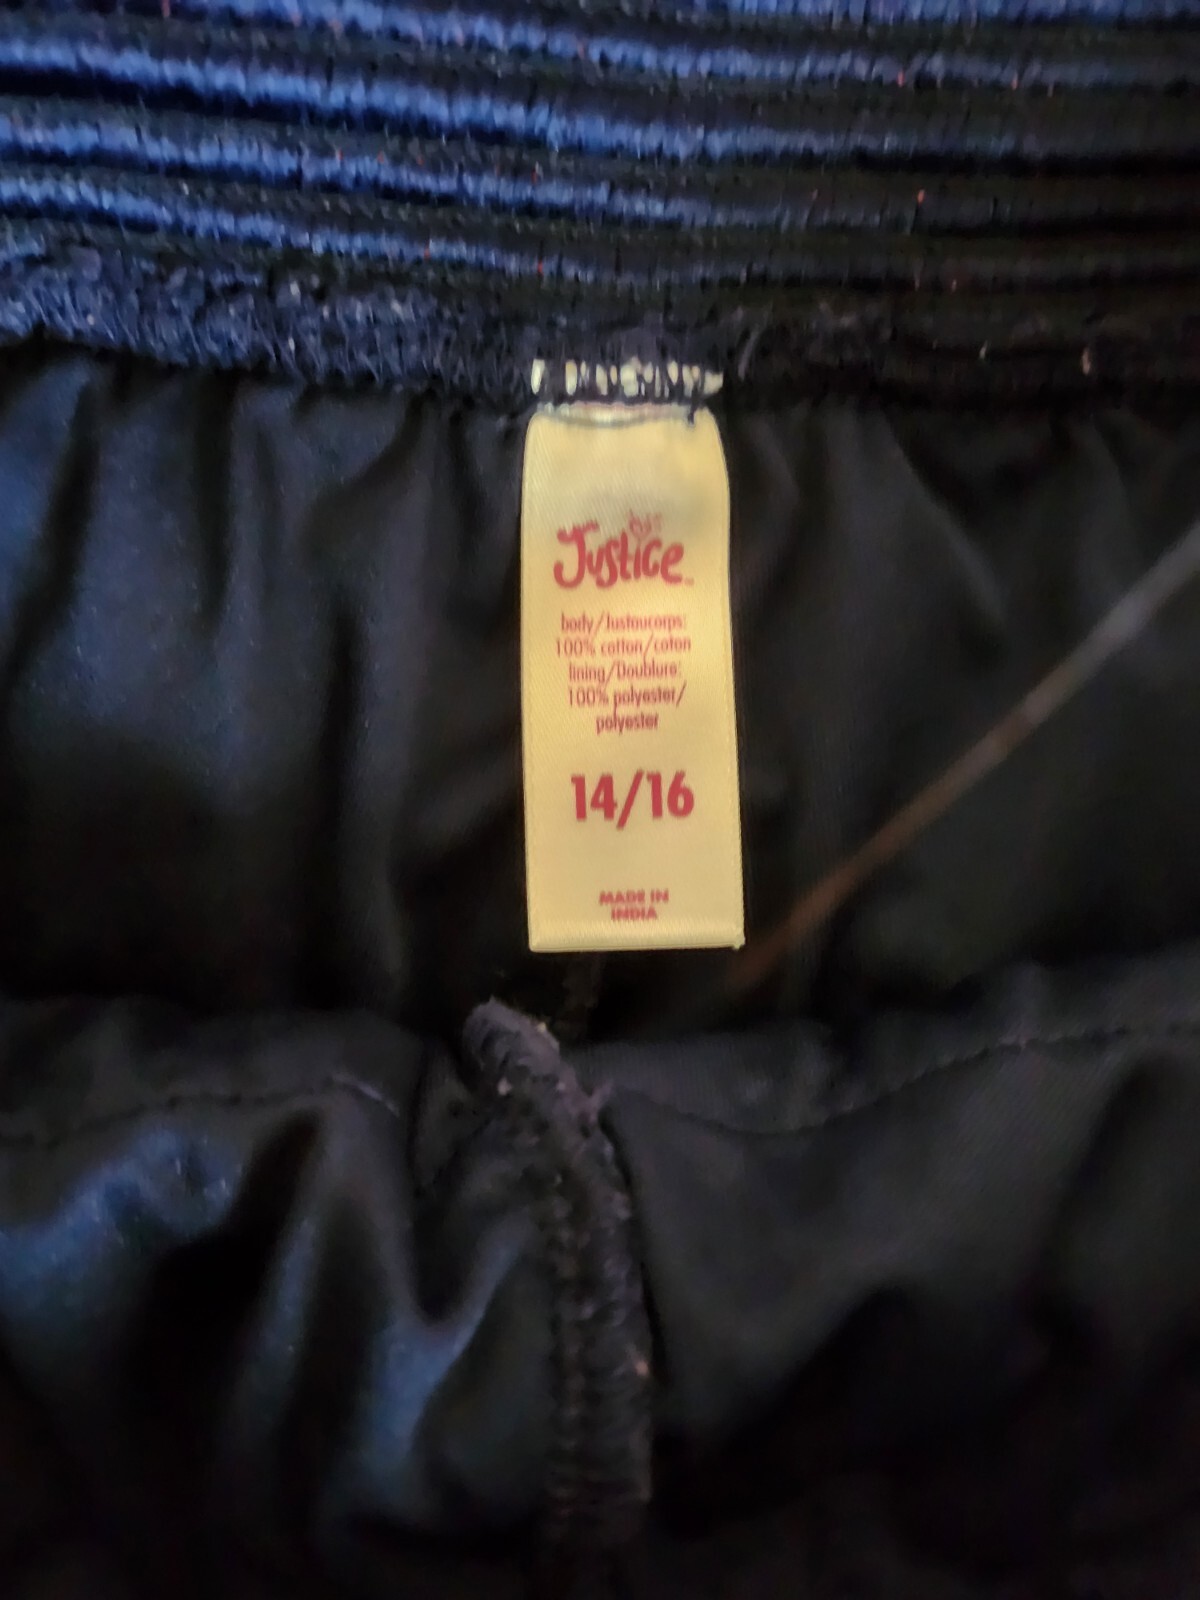 Justice
body/Justaucorps:
100% cotton/coton
lining/Doublure:
100% polyester/
polyester
14/16
MADE IN
INDIA